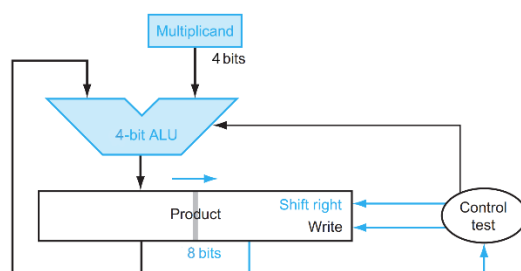 Multiplicand
4 bits
4-bit ALU
Product
Shift right
Write
Control
test
8 bits